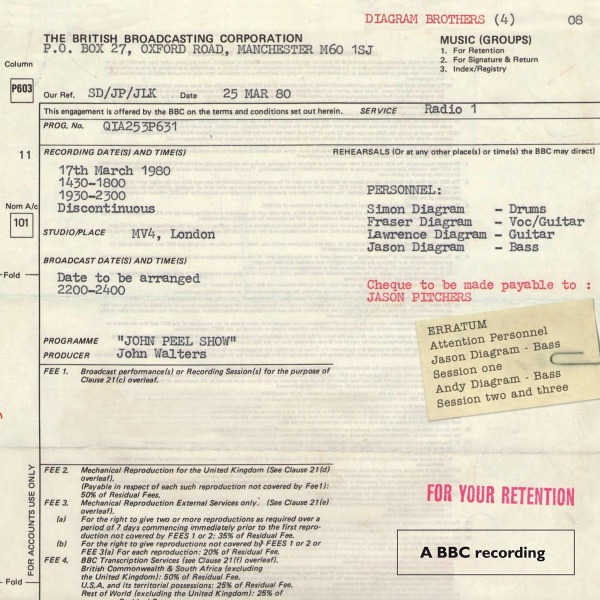 DIAGRAM BROTHERS (4) 08
THE BRITISH BROADCASTING CORPORATION
P.O. BOX 27, OXFORD ROAD, MANCHESTER M60 1SJ
MUSIC (GROUPS)
1. For Retention
2. For Signature & Return
3. Index/Registry
Column
P603
Our Ref. SD/JP/JLK Date 25 MAR 80
This engagement is offered by the BBC on the terms and conditions set out herein. SERVICE Radio 1
PROG. No. QIA253P631
11
RECORDING DATE(S) AND TIME(S)
REHEARSALS (Or at any other place(s) or time(s) the BBC may direct)
17th March 1980
1430-1800
1930-2300
Discontinuous
PERSONNEL:
Simon Diagram - Drums
Fraser Diagram - Voc/Guitar
Lawrence Diagram - Guitar
Jason Diagram - Bass
Nom A/c
101
STUDIO/PLACE MV4, London
BROADCAST DATE(S) AND TIME(S)
Fold
Date to be arranged
2200-2400
Cheque to be made payable to :
JASON PITCHERS
PROGRAMME "JOHN PEEL SHOW"
PRODUCER John Walters
ERRATUM
Attention Personnel
Jason Diagram - Bass
Session one
Andy Diagram - Bass
Session two and three
FEE 1. Broadcast performance(s) or Recording Session(s) for the purpose of
Clause 21(c) overleaf.
FOR ACCOUNTS USE ONLY
FEE 2. Mechanical Reproduction for the United Kingdom (See Clause 21(d)
overleaf).
(Payable in respect of each such reproduction not covered by Fee1):
50% of Residual Fees.
FEE 3. Mechanical Reproduction External Services only. (See Clause 21(e)
overleaf).
(a) For the right to give two or more reproductions as required over a
period of 7 days commencing immediately prior to the first repro-
duction not covered by FEES 1 or 2: 35% of Residual Fee.
(b) For the right to give reproductions not covered by FEES 1 or 2 or
FEE 3(a) For each reproduction: 20% of Residual Fee.
FEE 4. BBC Transcription Services (see Clause 21(f) overleaf).
British Commonwealth & South Africa (excluding
the United Kingdom): 50% of Residual Fee.
U.S.A. and its territorial possessions: 25% of Residual Fees.
Rest of World (excluding the United Kingdom): 25% of
Fold
FOR YOUR RETENTION
A BBC recording